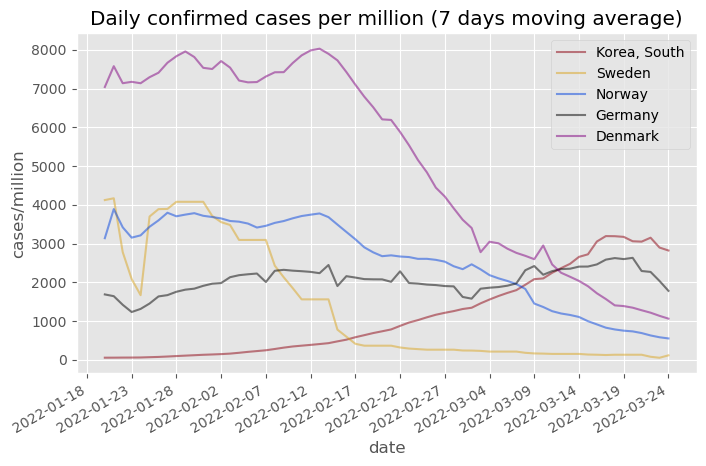 Daily confirmed cases per million (7 days moving average)
8000
7000
6000
5000
4000
3000
2000
1000
0
cases/million
Korea, South
Sweden
Norway
Germany
Denmark
2022-01-18
2022-01-23
2022-01-28
2022-02-02
2022-02-07
2022-02-12
2022-02-17
2022-02-22
2022-02-27
2022-03-04
2022-03-09
2022-03-14
2022-03-19
2022-03-24
date